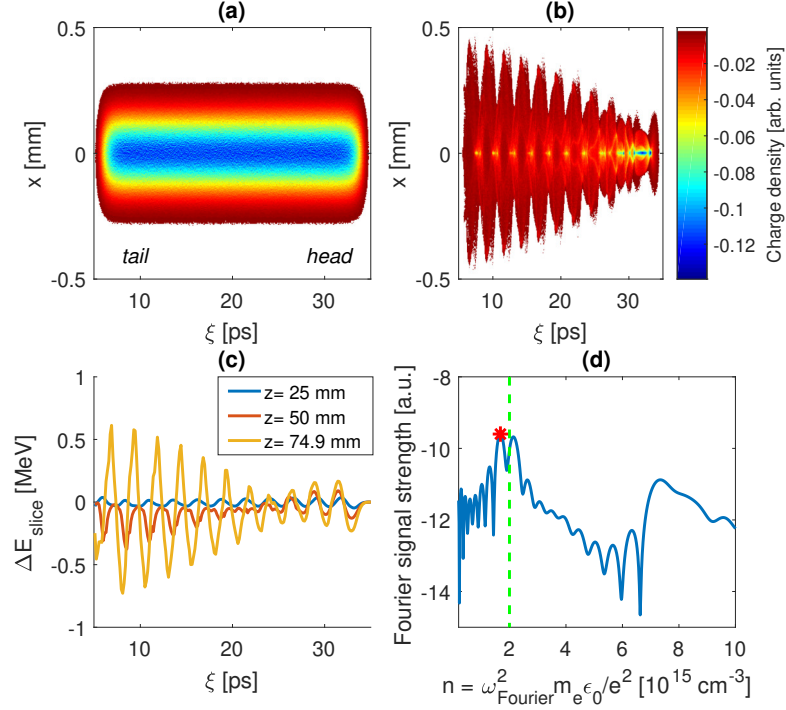 (a)
0.5
0
-0.5
x [mm]
tail
head
10
20
30
ξ [ps]
(b)
0.5
0
-0.5
x [mm]
10
20
30
ξ [ps]
-0.02
-0.04
-0.06
-0.08
-0.1
-0.12
Charge density [arb. units]
(c)
1
0.5
0
-0.5
-1
ΔE_slice [MeV]
z= 25 mm
z= 50 mm
z= 74.9 mm
10
20
30
ξ [ps]
(d)
-8
-10
-12
-14
Fourier signal strength [a.u.]
2
4
6
8
10
n = ω²_Fourier m_e ε_0/e² [10¹⁵ cm⁻³]